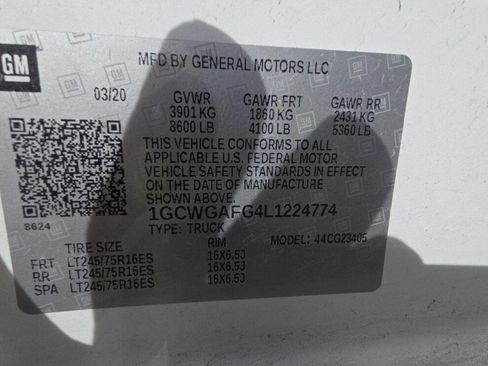 GM
MFD BY GENERAL MOTORS LLC
03/20 GVWR GAWR FRT GAWR RR
3901 KG 1860 KG 2431 KG
8600 LB 4100 LB 5360 LB
THIS VEHICLE CONFORMS TO ALL
APPLICABLE U.S. FEDERAL MOTOR
VEHICLE SAFETY STANDARDS IN EFFECT
ON THE DATE OF MANUFACTURE SHOWN ABOVE.
1GCWGAFG4L1224774
8624 TYPE: TRUCK
TIRE SIZE RIM MODEL: 44CG23405
FRT LT245/75R16ES 16X6.5J
RR LT245/75R16ES 16X6.5J
SPA LT245/75R16ES 16X6.5J